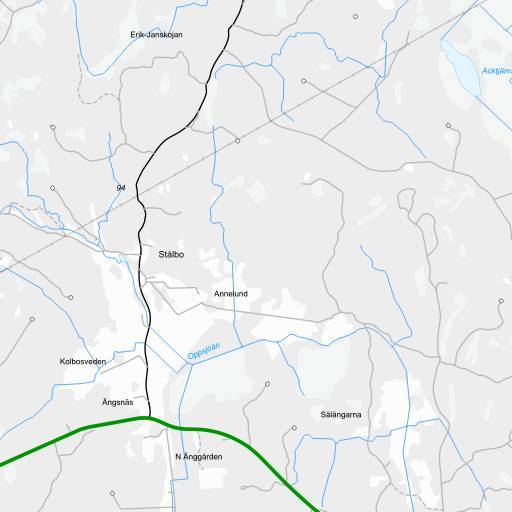 Erik-Janskojan
Acktjärn
94
Stålbo
Annelund
Oppsjöån
Kolbosveden
Ängsnäs
Sälängarna
N Änggården